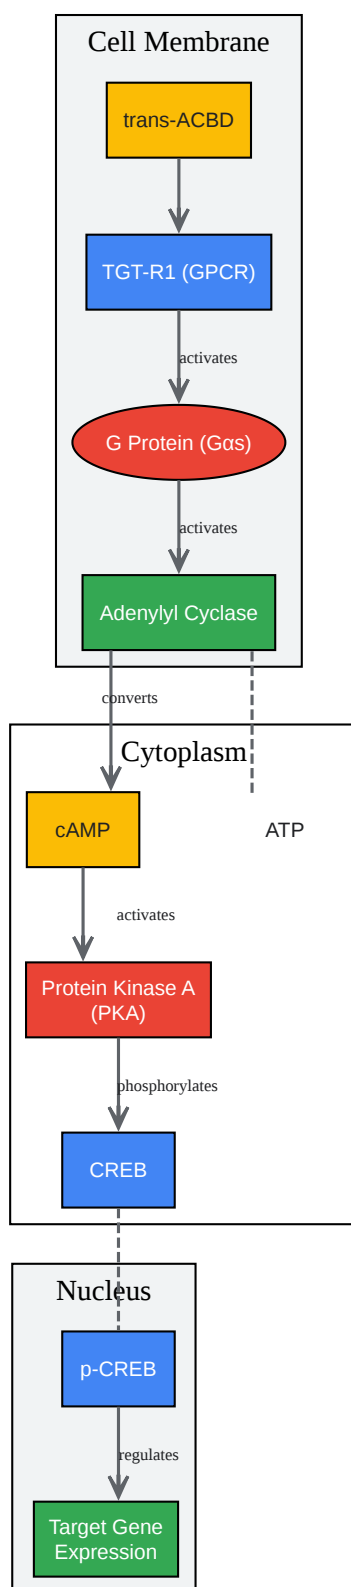 Cell Membrane
trans-ACBD
TGT-R1 (GPCR)
activates
G Protein (Gαs)
activates
Adenylyl Cyclase
converts
Cytoplasm
cAMP
ATP
activates
Protein Kinase A
(PKA)
phosphorylates
CREB
Nucleus
p-CREB
regulates
Target Gene
Expression